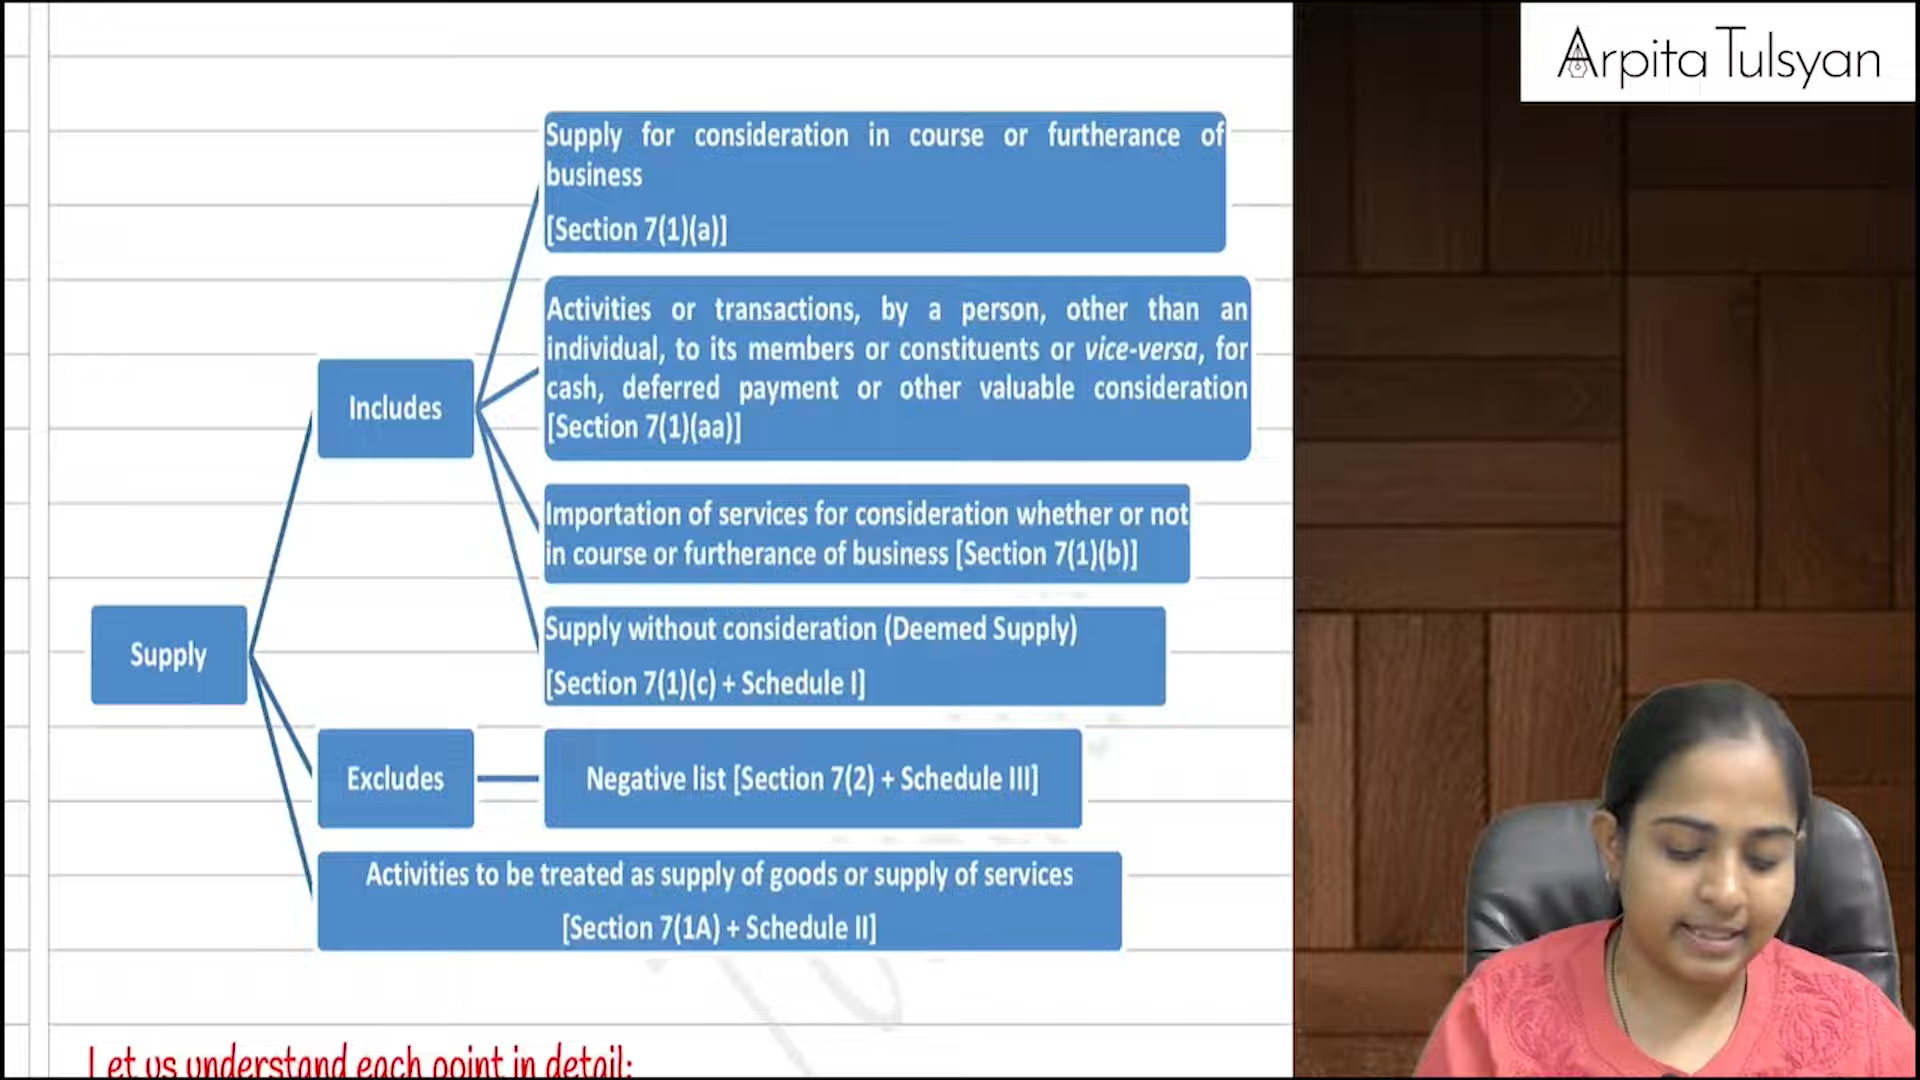 Arpita Tulsyan
Supply for consideration in course or furtherance of
business
[Section 7(1)(a)]
Activities or transactions, by a person, other than an
individual, to its members or constituents or vice-versa, for
cash, deferred payment or other valuable consideration
[Section 7(1)(aa)]
Includes
Importation of services for consideration whether or not
in course or furtherance of business [Section 7(1)(b)]
Supply without consideration (Deemed Supply)
[Section 7(1)(c) + Schedule I]
Supply
Excludes
Negative list [Section 7(2) + Schedule III]
Activities to be treated as supply of goods or supply of services
[Section 7(1A) + Schedule II]
Let us understand each point in detail: